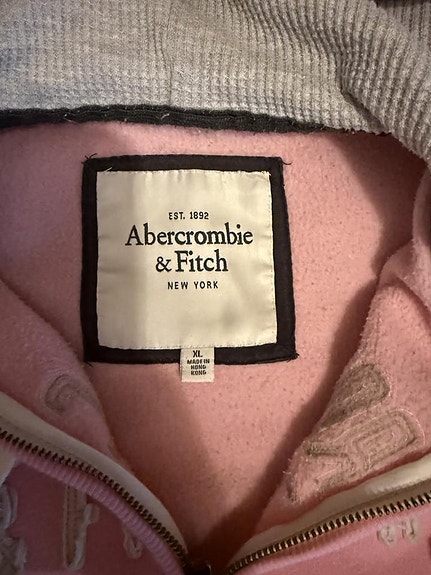 EST. 1892
Abercrombie
& Fitch
NEW YORK
XL
MADE IN
HONG
KONG